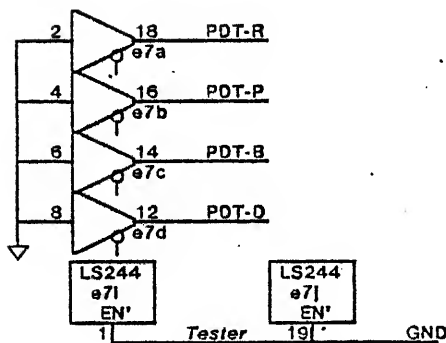 2 18 PDT-R
e7a
4 16 PDT-P
e7b
6 14 PDT-B
e7c
8 12 PDT-D
e7d
LS244 LS244
e7i e7j
EN' EN'
1 Tester 19 GND